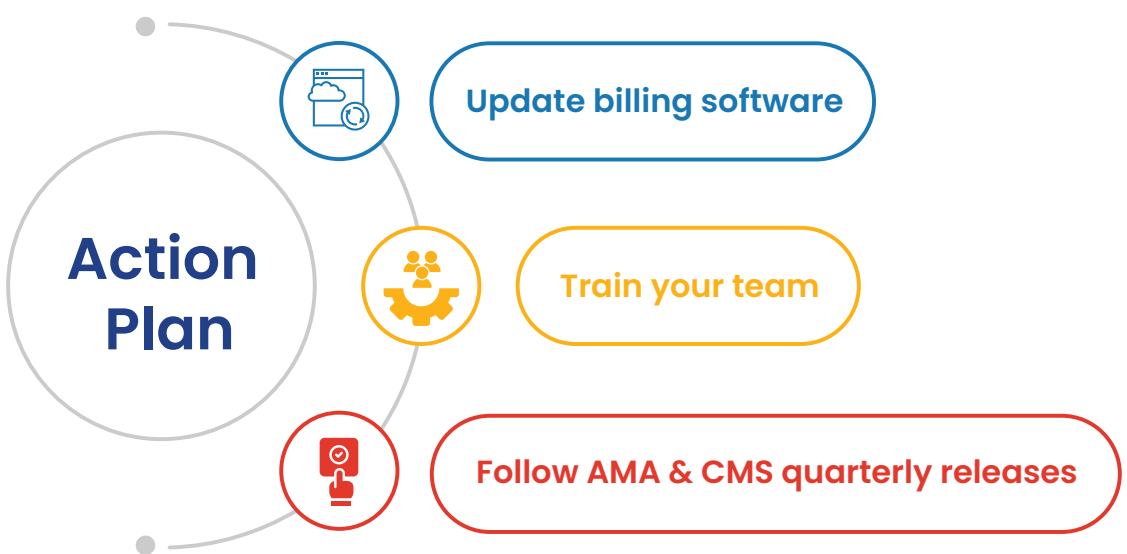 Action
Plan
Update billing software
Train your team
Follow AMA & CMS quarterly releases